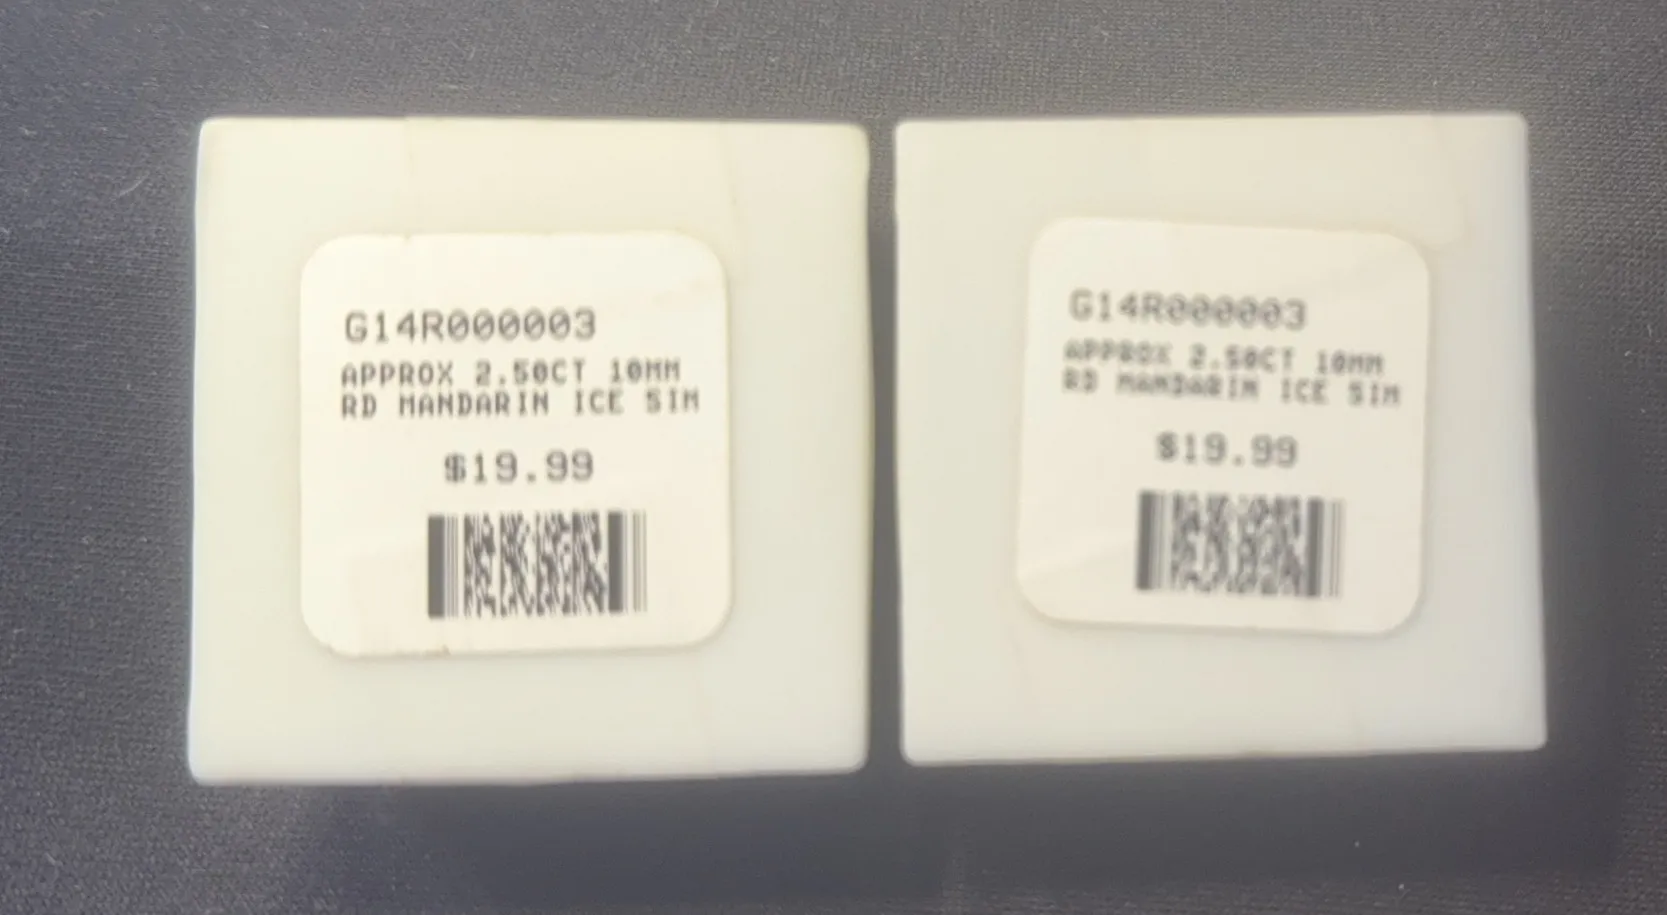 G14R000003
APPROX 2.50CT 10MM
RD MANDARIN ICE SIM
$19.99
G14R000003
APPROX 2.50CT 10MM
RD MANDARIN ICE SIM
$19.99